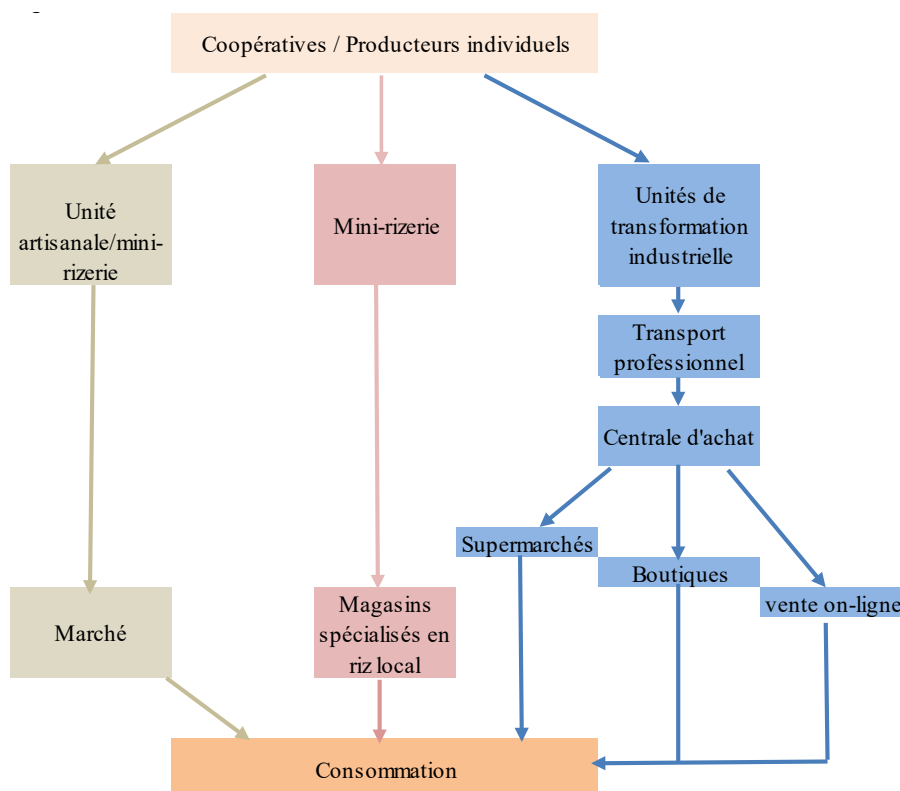 Coopératives / Producteurs individuels
Unité
artisanale/mini-
rizerie
Mini-rizerie
Unités de
transformation
industrielle
Transport
professionnel
Centrale d'achat
Supermarchés
Boutiques
vente on-ligne
Marché
Magasins
spécialisés en
riz local
Consommation